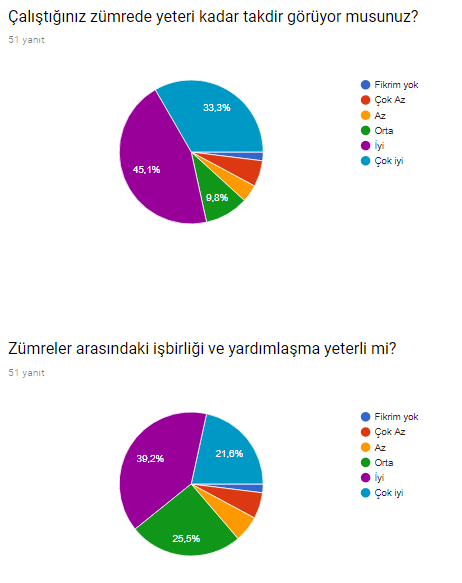 Çalıştığınız zümrede yeteri kadar takdir görüyor musunuz?
51 yanıt
Fikrim yok
Çok Az
Az
Orta
İyi
Çok iyi
33,3%
45,1%
9,8%
Zümreler arasındaki işbirliği ve yardımlaşma yeterli mi?
51 yanıt
Fikrim yok
Çok Az
Az
Orta
İyi
Çok iyi
39,2%
21,6%
25,5%